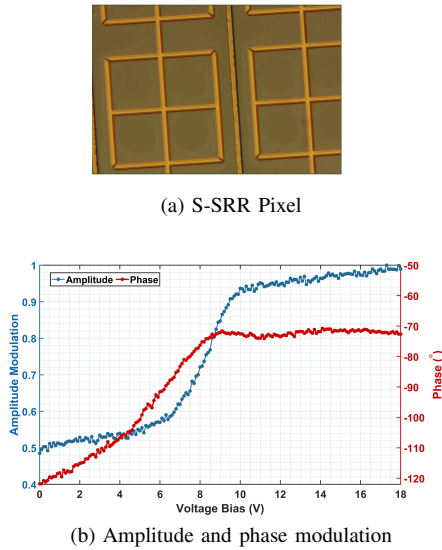 (a) S-SRR Pixel
Amplitude Phase
Amplitude Modulation
1
0.9
0.8
0.7
0.6
0.5
0.4
0 2 4 6 8 10 12 14 16 18
Voltage Bias (V)
-50
-60
-70
-80
-90
-100
-110
-120
Phase (°)
(b) Amplitude and phase modulation